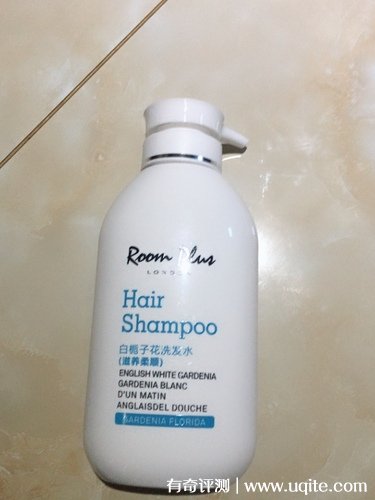 Room Plus
LONDON
Hair
Shampoo
白栀子花洗发水
(滋养柔顺)
ENGLISH WHITE GARDENIA
GARDENIA BLANC
D'UN MATIN
ANGLAISDEL DOUCHE
GARDENIA FLORIDA
有奇评测 | www.uqite.com